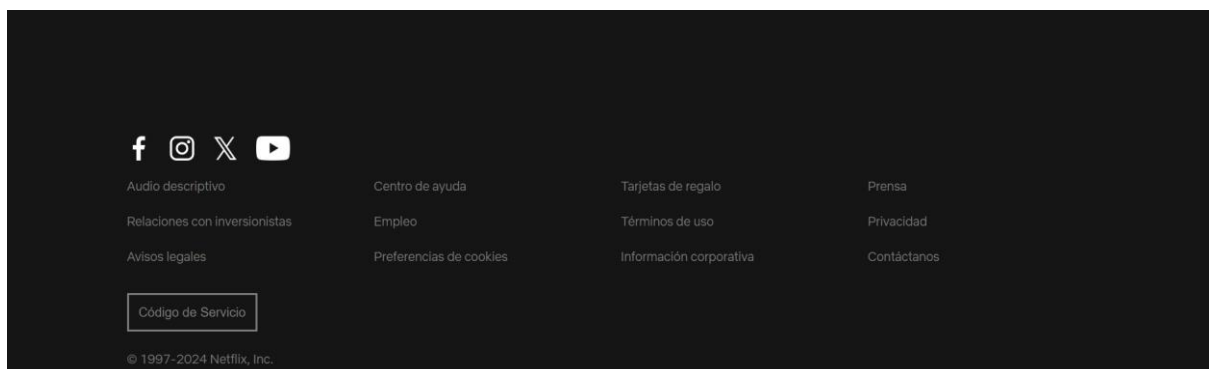 Audio descriptivo Centro de ayuda Tarjetas de regalo Prensa
Relaciones con inversionistas Empleo Términos de uso Privacidad
Avisos legales Preferencias de cookies Información corporativa Contáctanos
Código de Servicio
© 1997-2024 Netflix, Inc.